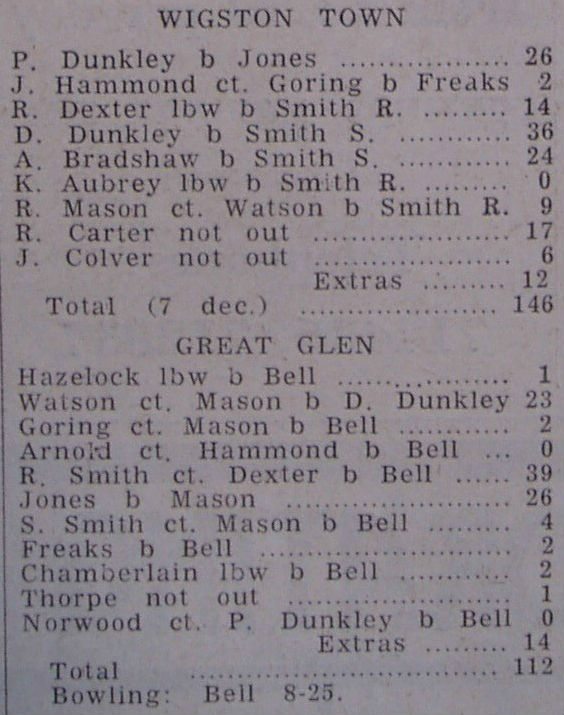 WIGSTON TOWN
P. Dunkley b Jones .................. 26
J. Hammond ct. Goring b Freaks 2
R. Dexter lbw b Smith R. ......... 14
D. Dunkley b Smith S. ............ 36
A. Bradshaw b Smith S. ............ 24
K. Aubrey lbw b Smith R. ......... 0
R. Mason ct. Watson b Smith R. 9
R. Carter not out ..................... 17
J. Colver not out ..................... 6
Extras ......... 12
Total (7 dec.) ..................... 146
GREAT GLEN
Hazelock lbw b Bell .................. 1
Watson ct. Mason b D. Dunkley 23
Goring ct. Mason b Bell ............ 2
Arnold ct. Hammond b Bell ... 0
R. Smith ct. Dexter b Bell ...... 39
Jones b Mason ........................ 26
S. Smith ct. Mason b Bell ......... 4
Freaks b Bell ........................... 2
Chamberlain lbw b Bell ............ 2
Thorpe not out ........................ 1
Norwood ct. P. Dunkley b Bell 0
Extras ......... 14
Total ................................. 112
Bowling: Bell 8-25.